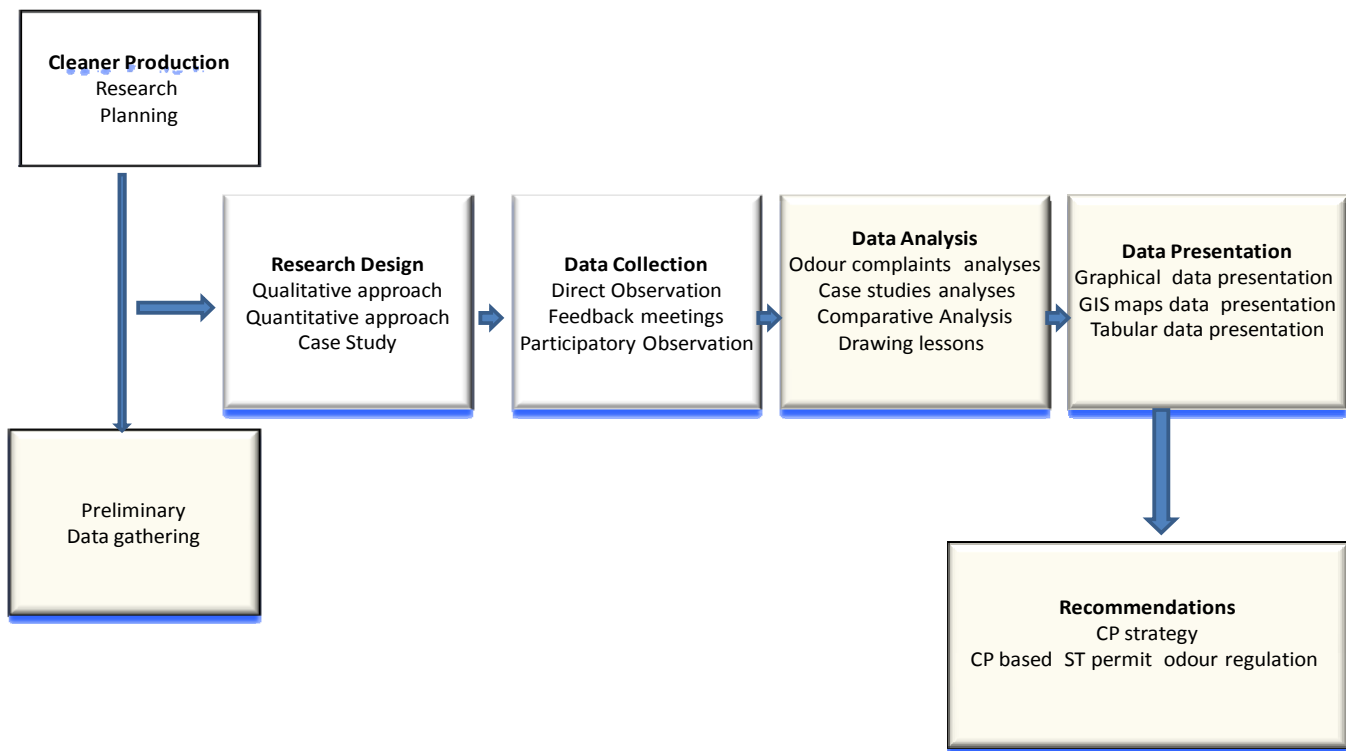 Cleaner Production
Research
Planning
Research Design
Qualitative approach
Quantitative approach
Case Study
Data Collection
Direct Observation
Feedback meetings
Participatory Observation
Data Analysis
Odour complaints analyses
Case studies analyses
Comparative Analysis
Drawing lessons
Data Presentation
Graphical data presentation
GIS maps data presentation
Tabular data presentation
Preliminary
Data gathering
Recommendations
CP strategy
CP based ST permit odour regulation